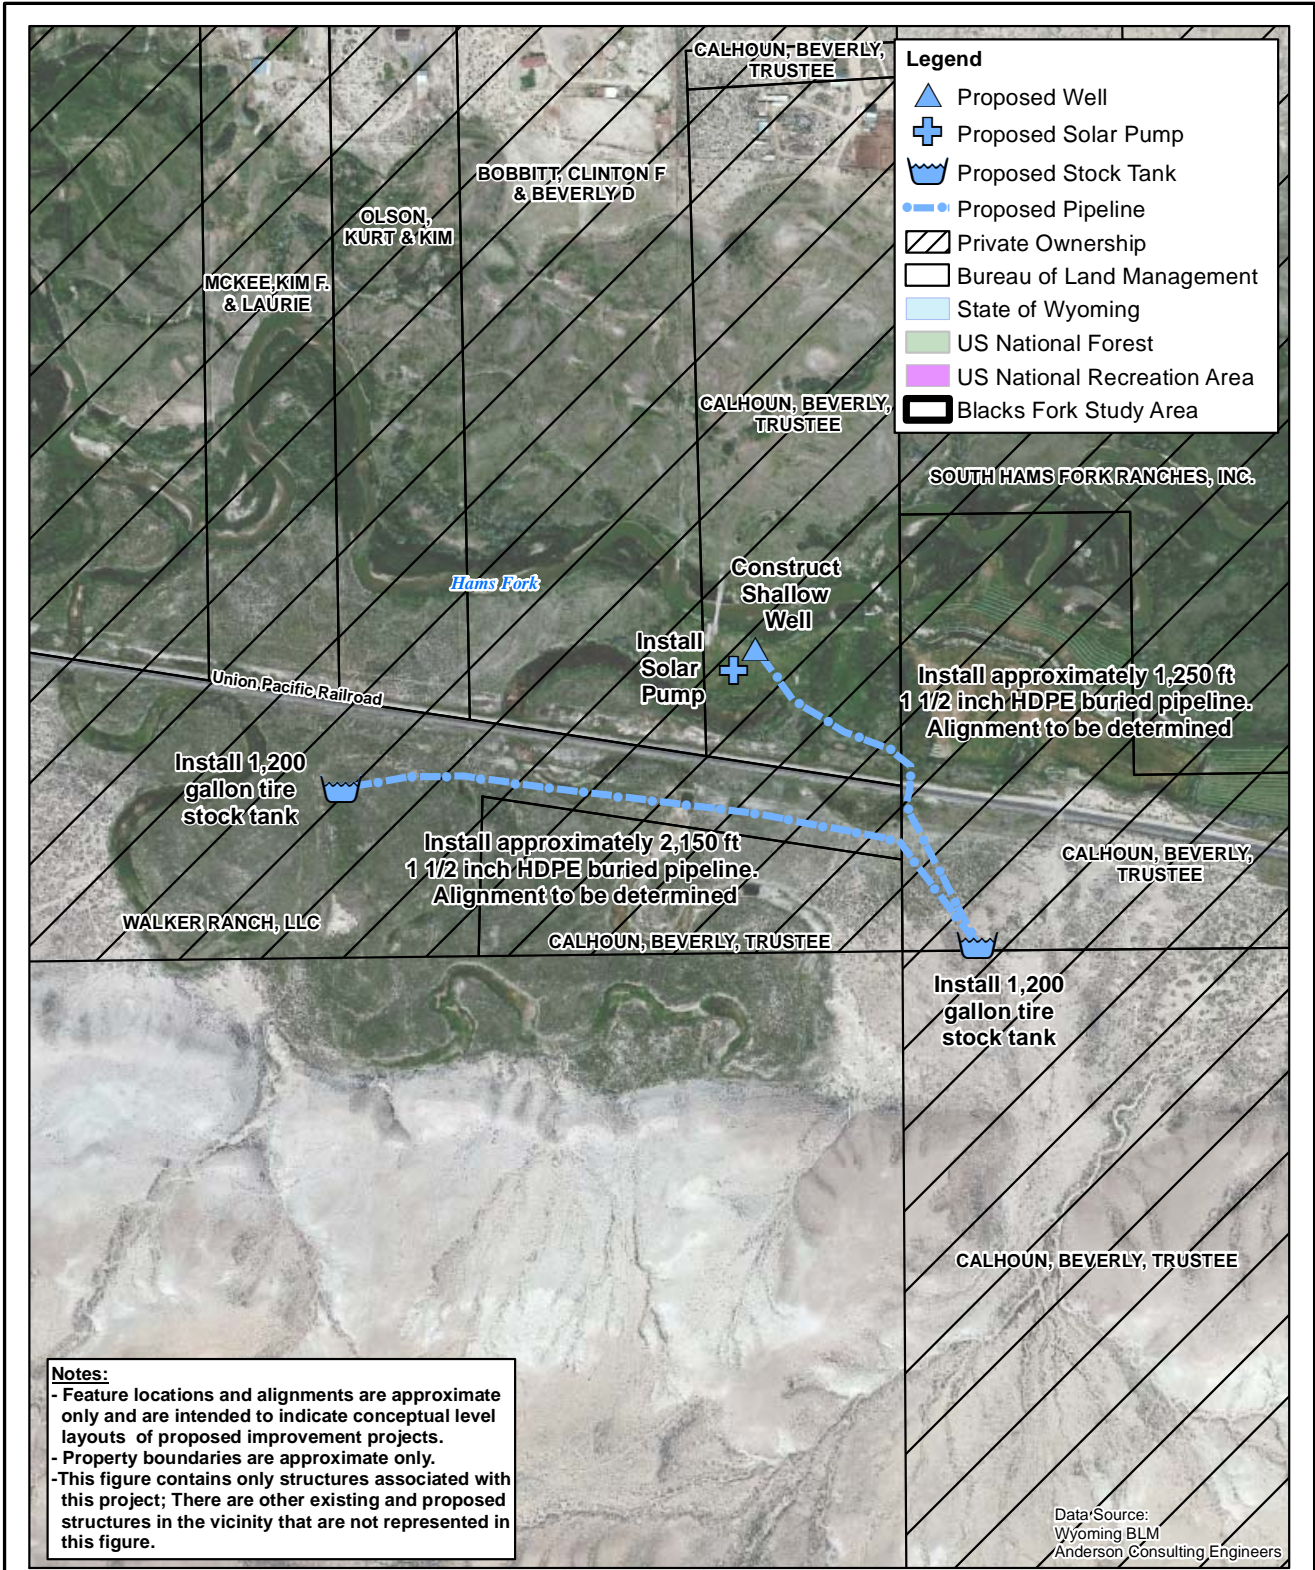 CALHOUN, BEVERLY,
TRUSTEE
Legend
Proposed Well
Proposed Solar Pump
Proposed Stock Tank
Proposed Pipeline
Private Ownership
Bureau of Land Management
State of Wyoming
US National Forest
US National Recreation Area
Blacks Fork Study Area
BOBBITT, CLINTON F
& BEVERLY D
OLSON,
KURT & KIM
MCKEE,KIM F.
& LAURIE
CALHOUN, BEVERLY,
TRUSTEE
SOUTH HAMS FORK RANCHES, INC.
Hams Fork
Construct
Shallow
Well
Install
Solar
Pump
Install approximately 1,250 ft
1 1/2 inch HDPE buried pipeline.
Alignment to be determined
Union Pacific Railroad
Install 1,200
gallon tire
stock tank
Install approximately 2,150 ft
1 1/2 inch HDPE buried pipeline.
Alignment to be determined
CALHOUN, BEVERLY,
TRUSTEE
WALKER RANCH, LLC
CALHOUN, BEVERLY, TRUSTEE
Install 1,200
gallon tire
stock tank
CALHOUN, BEVERLY, TRUSTEE
Notes:
- Feature locations and alignments are approximate
only and are intended to indicate conceptual level
layouts of proposed improvement projects.
- Property boundaries are approximate only.
-This figure contains only structures associated with
this project; There are other existing and proposed
structures in the vicinity that are not represented in
this figure.
Data Source:
Wyoming BLM
Anderson Consulting Engineers